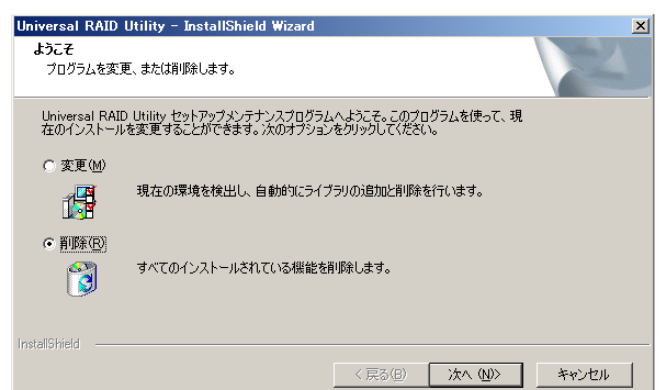 Universal RAID Utility - InstallShield Wizard
ようこそ
プログラムを変更、または削除します。
Universal RAID Utility セットアップメンテナンスプログラムへようこそ。このプログラムを使って、現
在のインストールを変更することができます。次のオプションをクリックしてください。
変更(M)
現在の環境を検出し、自動的にライブラリの追加と削除を行います。
削除(R)
すべてのインストールされている機能を削除します。
InstallShield
< 戻る(B) 次へ (N)> キャンセル